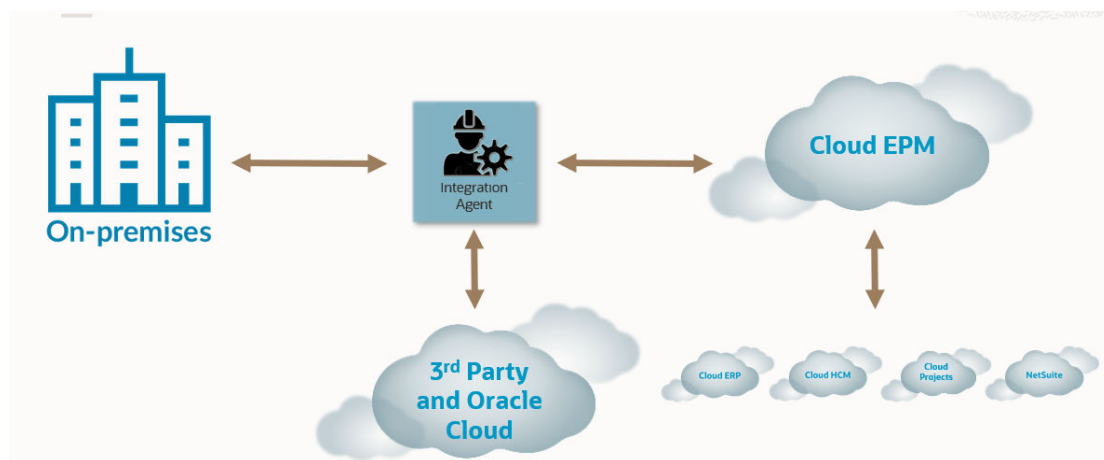 Cloud EPM
Integration
Agent
On-premises
3rd Party
and Oracle
Cloud
Cloud ERP
Cloud HCM
Cloud
Projects
NetSuite